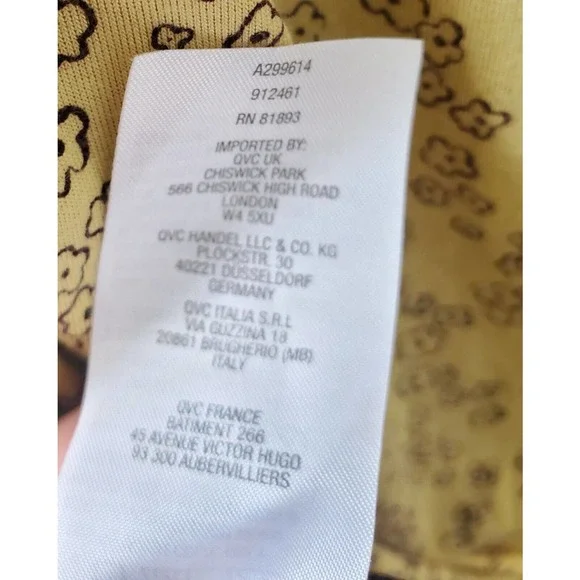 A299614
912461
RN 81893
IMPORTED BY:
QVC UK
CHISWICK PARK
566 CHISWICK HIGH ROAD
LONDON
W4 5XU
QVC HANDEL LLC & CO. KG
PLOCKSTR. 30
40221 DÜSSELDORF
GERMANY
QVC ITALIA S.R.L
VIA GUZZINA 18
20861 BRUGHERIO (MB)
ITALY
QVC FRANCE
BATIMENT 266
45 AVENUE VICTOR HUGO
93 300 AUBERVILLIERS